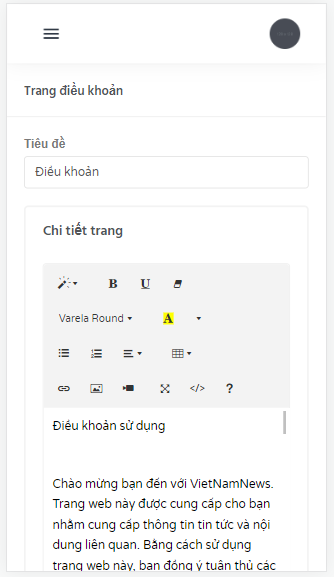 Trang điều khoản
Tiêu đề
Điều khoản
Chi tiết trang
B U
Varela Round A
</> ?
Điều khoản sử dụng
Chào mừng bạn đến với VietNamNews.
Trang web này được cung cấp cho bạn
nhằm cung cấp thông tin tin tức và nội
dung liên quan. Bằng cách sử dụng
trang web này, bạn đồng ý tuân thủ các